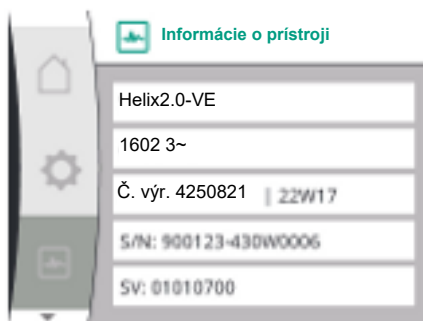 Informácie o prístroji
Helix2.0-VE
1602 3~
Č. výr. 4250821 | 22W17
S/N: 900123-430W0006
SV: 01010700